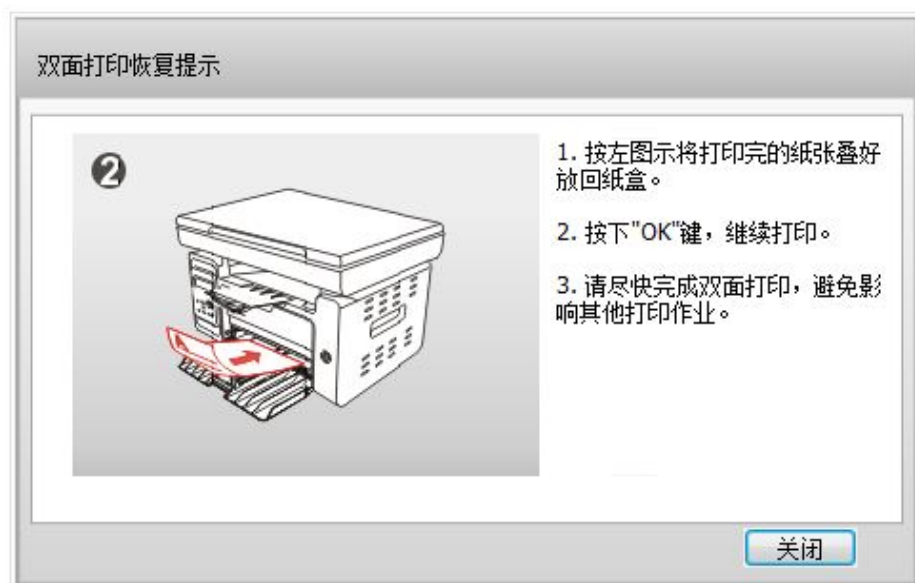 双面打印恢复提示
2
1. 按左图示将打印完的纸张叠好
放回纸盒。
2. 按下"OK"键，继续打印。
3. 请尽快完成双面打印，避免影
响其他打印作业。
关闭